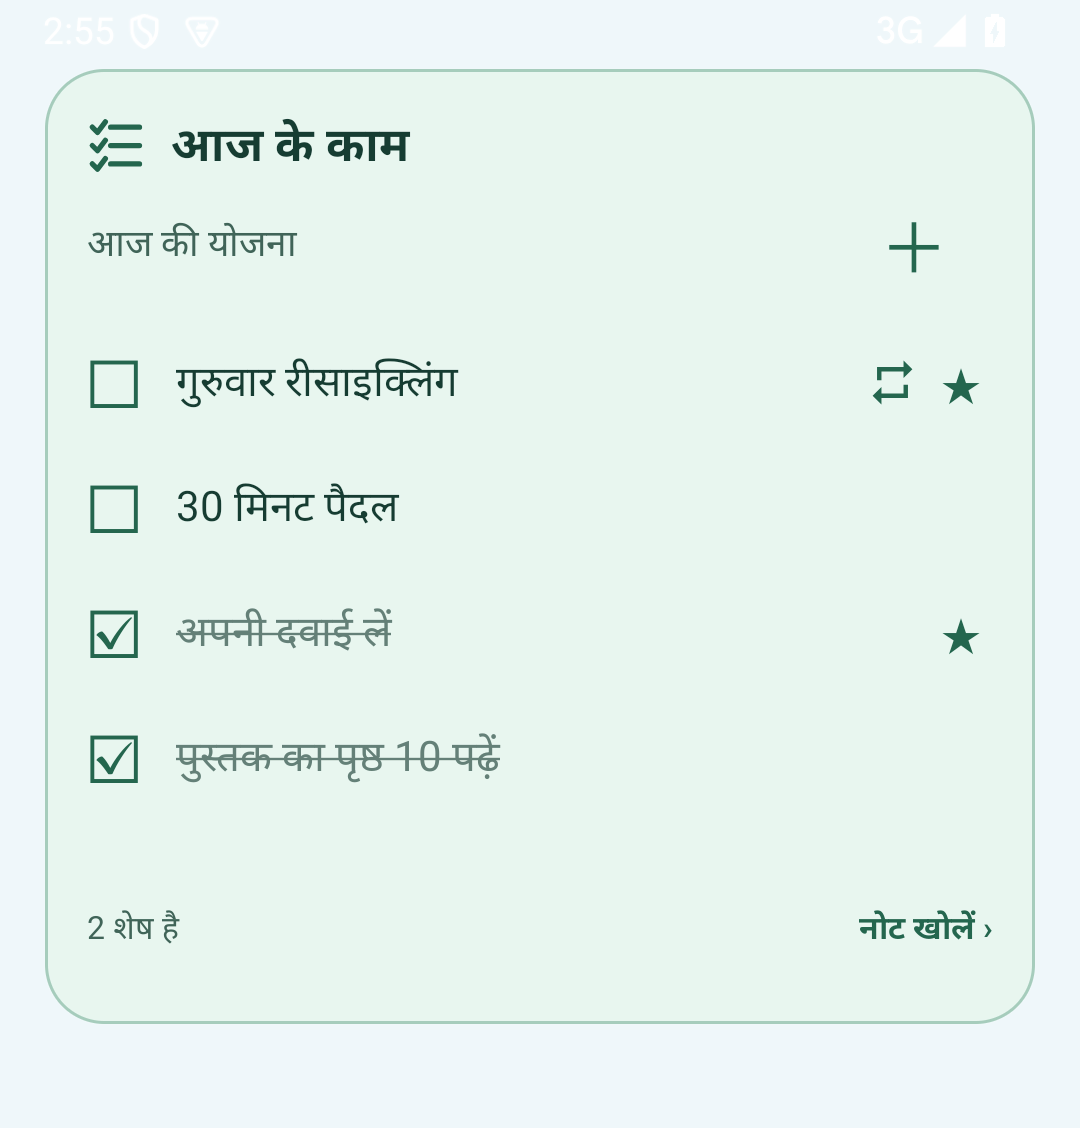 2:55 3G
आज के काम
आज की योजना
गुरुवार रीसाइक्लिंग
30 मिनट पैदल
अपनी दवाई लें
पुस्तक का पृष्ठ 10 पढ़ें
2 शेष है
नोट खोलें ›